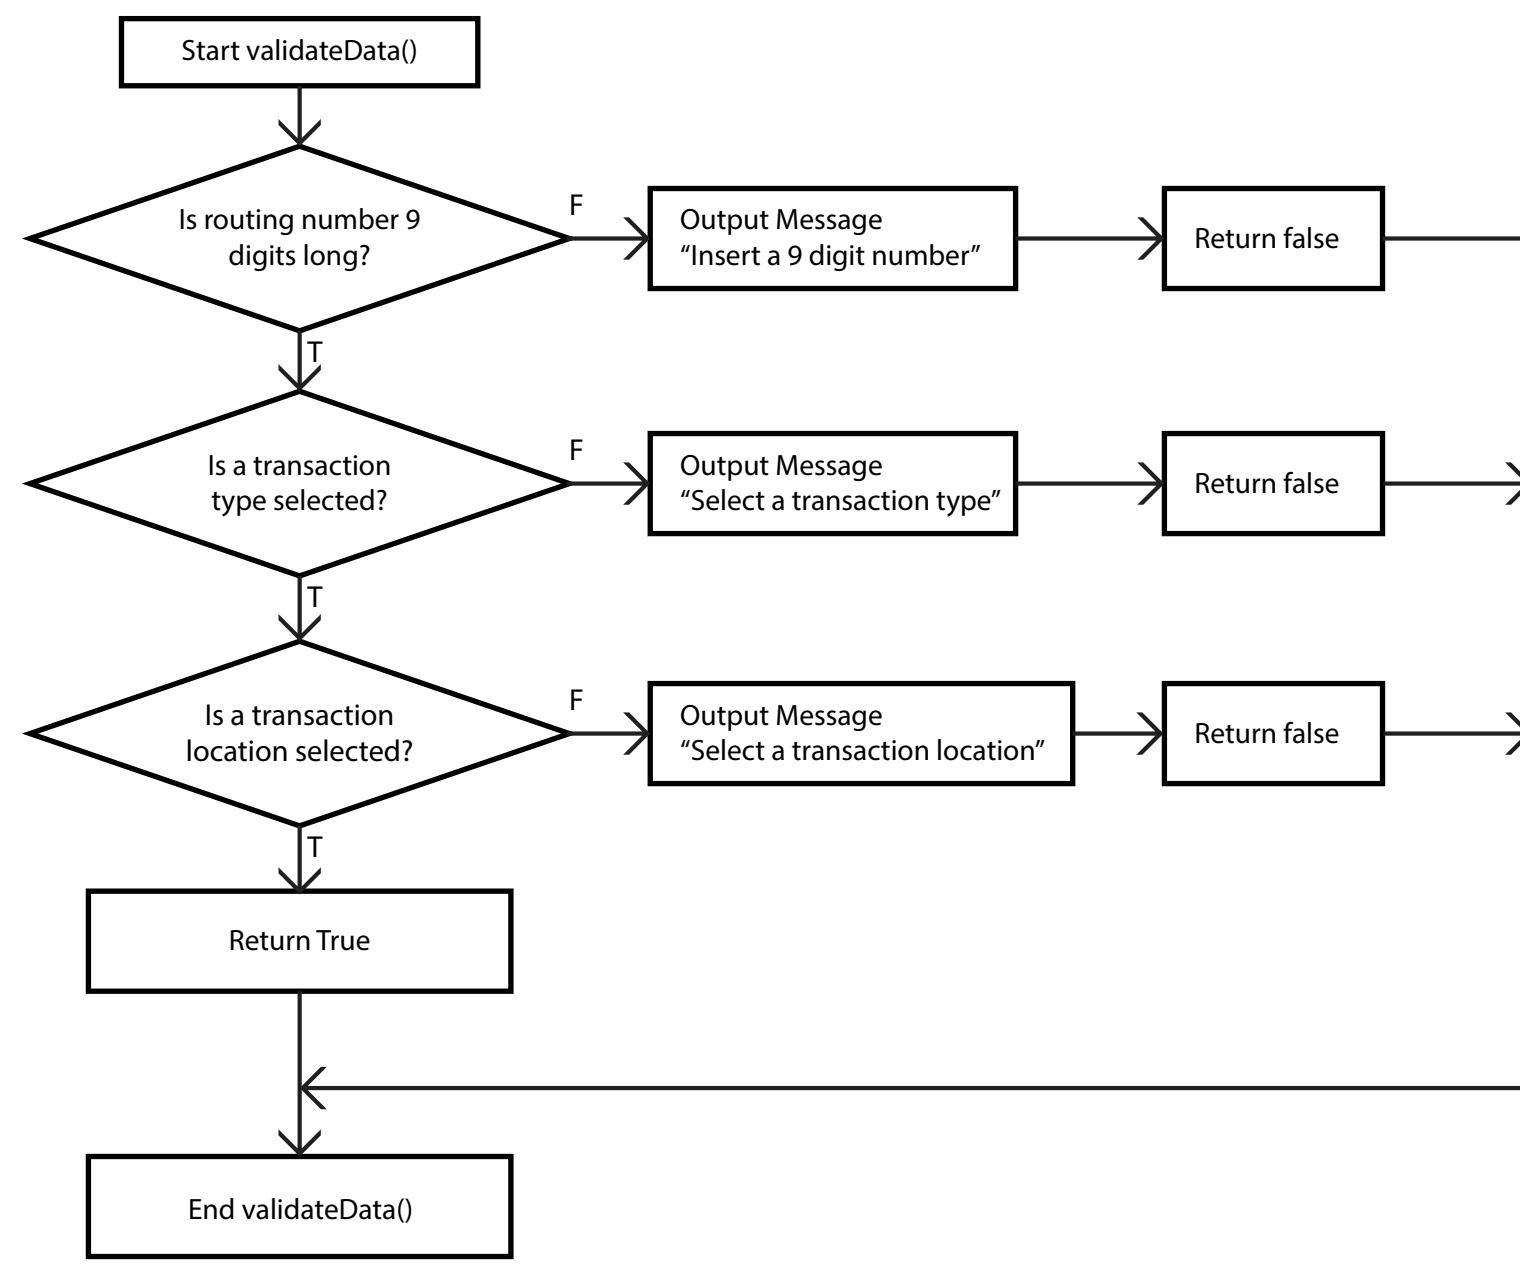 Start validateData()
Is routing number 9
digits long?
F
Output Message
“Insert a 9 digit number”
Return false
T
Is a transaction
type selected?
F
Output Message
“Select a transaction type”
Return false
T
Is a transaction
location selected?
F
Output Message
“Select a transaction location”
Return false
T
Return True
End validateData()